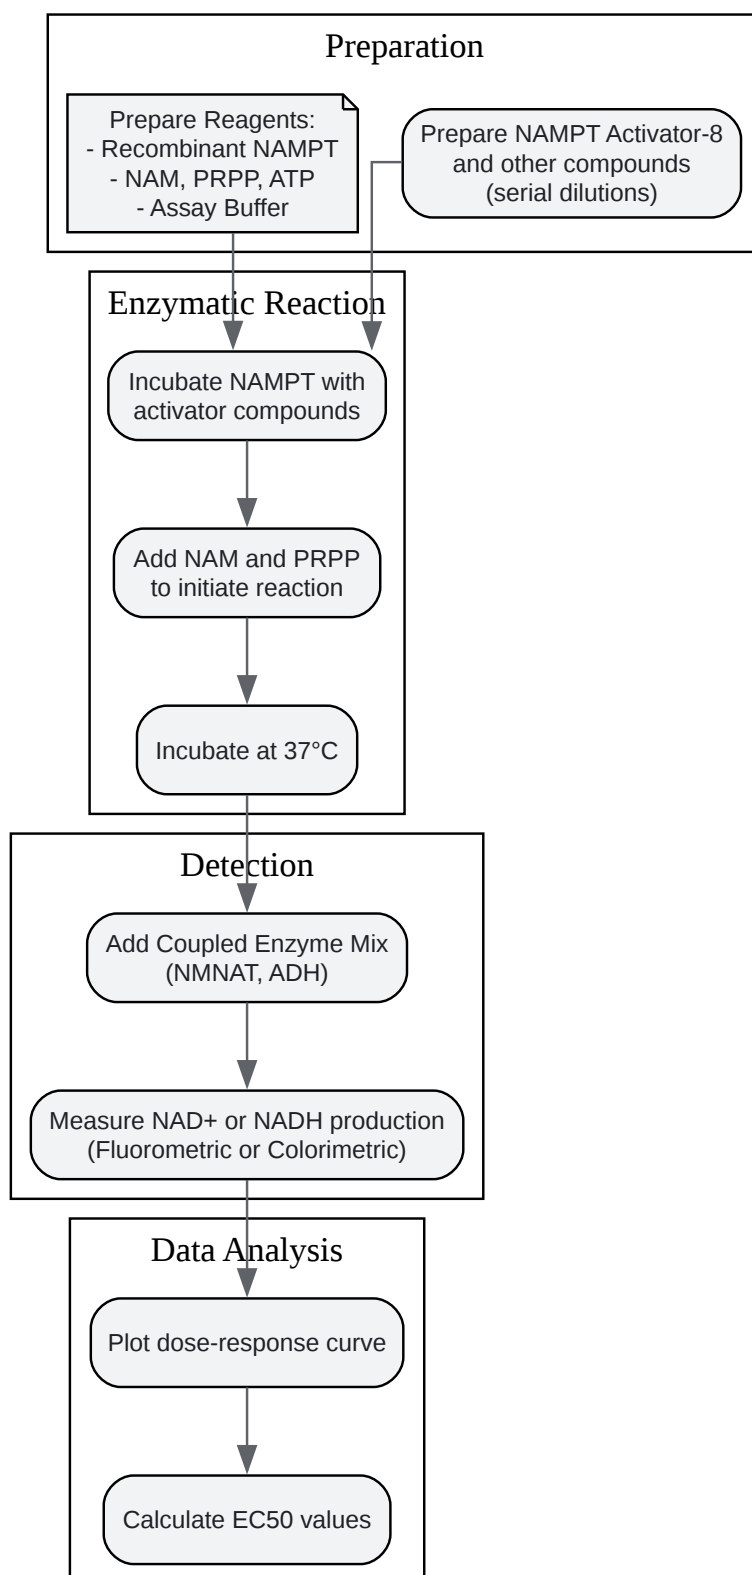 Preparation
Prepare Reagents:
- Recombinant NAMPT
- NAM, PRPP, ATP
- Assay Buffer
Prepare NAMPT Activator-8
and other compounds
(serial dilutions)
Enzymatic Reaction
Incubate NAMPT with
activator compounds
Add NAM and PRPP
to initiate reaction
Incubate at 37°C
Detection
Add Coupled Enzyme Mix
(NMNAT, ADH)
Measure NAD+ or NADH production
(Fluorometric or Colorimetric)
Data Analysis
Plot dose-response curve
Calculate EC50 values